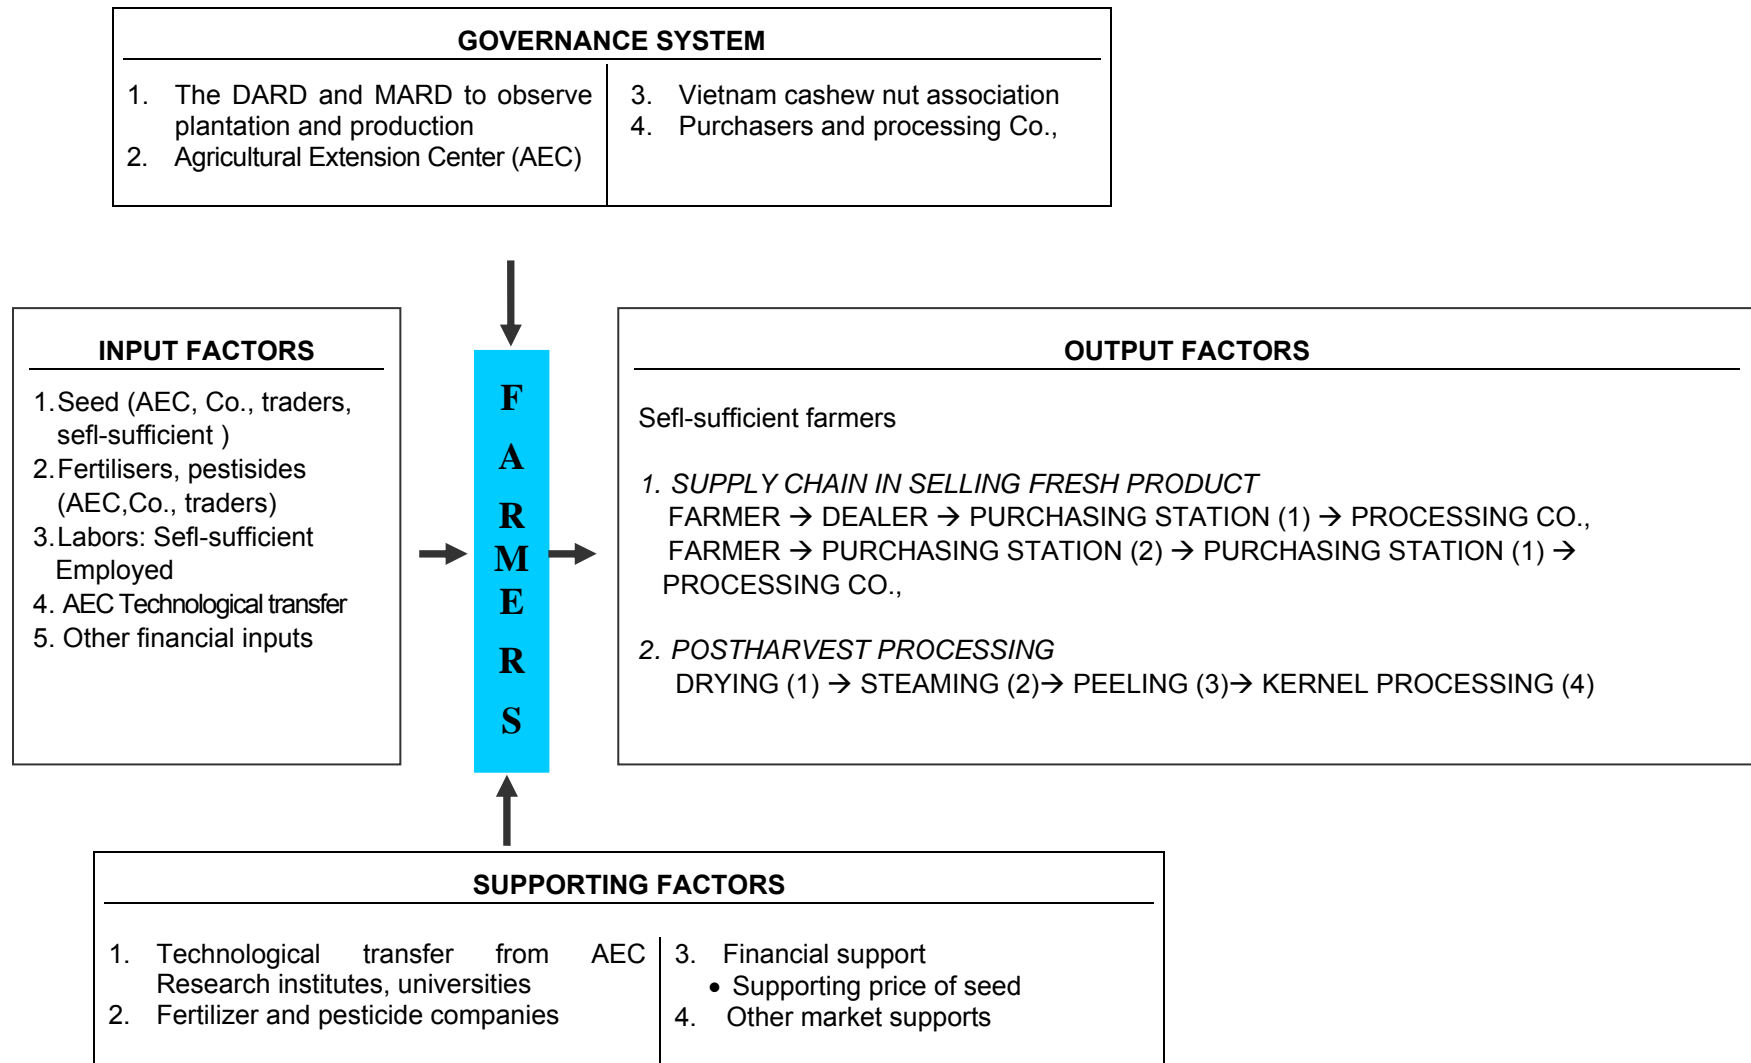 GOVERNANCE SYSTEM
1. The DARD and MARD to observe
plantation and production
2. Agricultural Extension Center (AEC)
3. Vietnam cashew nut association
4. Purchasers and processing Co.,
INPUT FACTORS
1.Seed (AEC, Co., traders,
sefl-sufficient )
2.Fertilisers, pestisides
(AEC,Co., traders)
3.Labors: Sefl-sufficient
Employed
4. AEC Technological transfer
5. Other financial inputs
F
A
R
M
E
R
S
OUTPUT FACTORS
Sefl-sufficient farmers
1. SUPPLY CHAIN IN SELLING FRESH PRODUCT
FARMER → DEALER → PURCHASING STATION (1) → PROCESSING CO.,
FARMER → PURCHASING STATION (2) → PURCHASING STATION (1) →
PROCESSING CO.,
2. POSTHARVEST PROCESSING
DRYING (1) → STEAMING (2)→ PEELING (3)→ KERNEL PROCESSING (4)
SUPPORTING FACTORS
1. Technological transfer from AEC
Research institutes, universities
2. Fertilizer and pesticide companies
3. Financial support
• Supporting price of seed
4. Other market supports